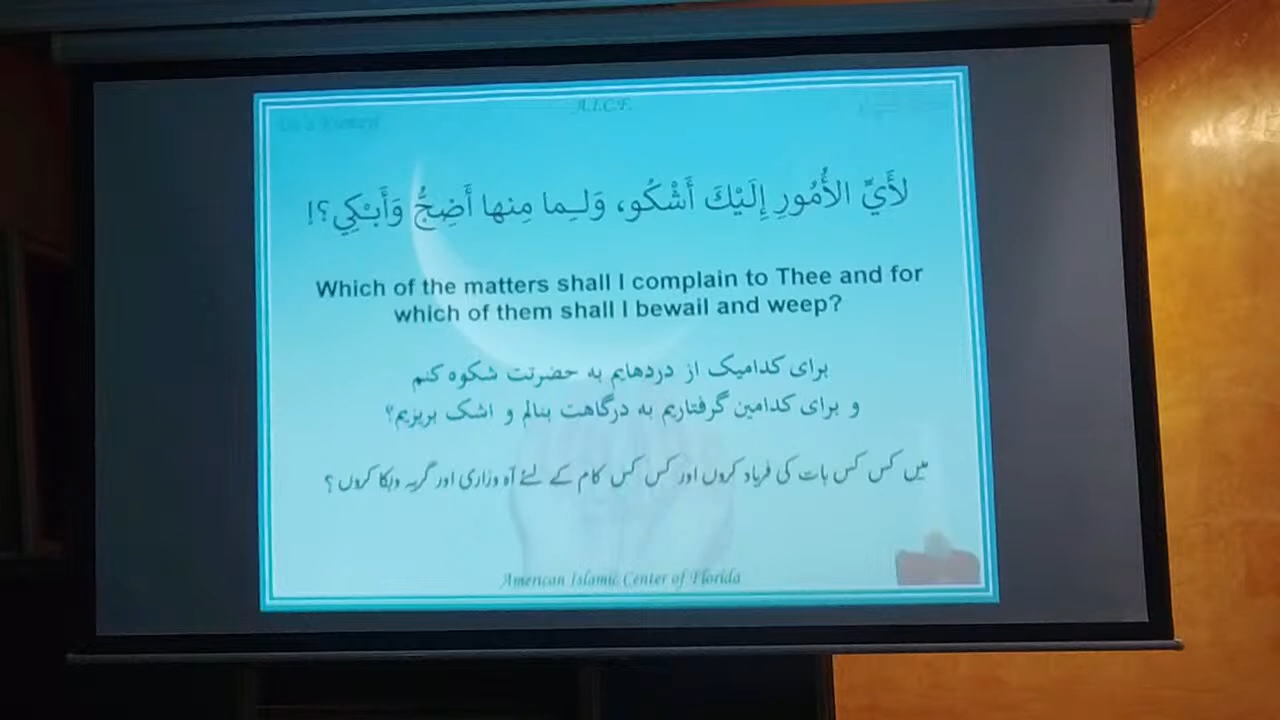 A.I.C.F.
لأَيِّ الأُمُورِ إِلَيْكَ أَشْكُو، وَلِـما مِنها أَضِجُّ وَأَبْـكِي؟!
Which of the matters shall I complain to Thee and for
which of them shall I bewail and weep?
برای کدامیک از دردهایم به حضرتت شکوه کنم
و برای کدامین گرفتاریم به درگاهت بنالم و اشک بریزیم؟
میں کس کس بات کی فریاد کروں اور کس کس کام کے لئے آہ وزاری اور گریہ وبکا کروں ؟
American Islamic Center of Florida